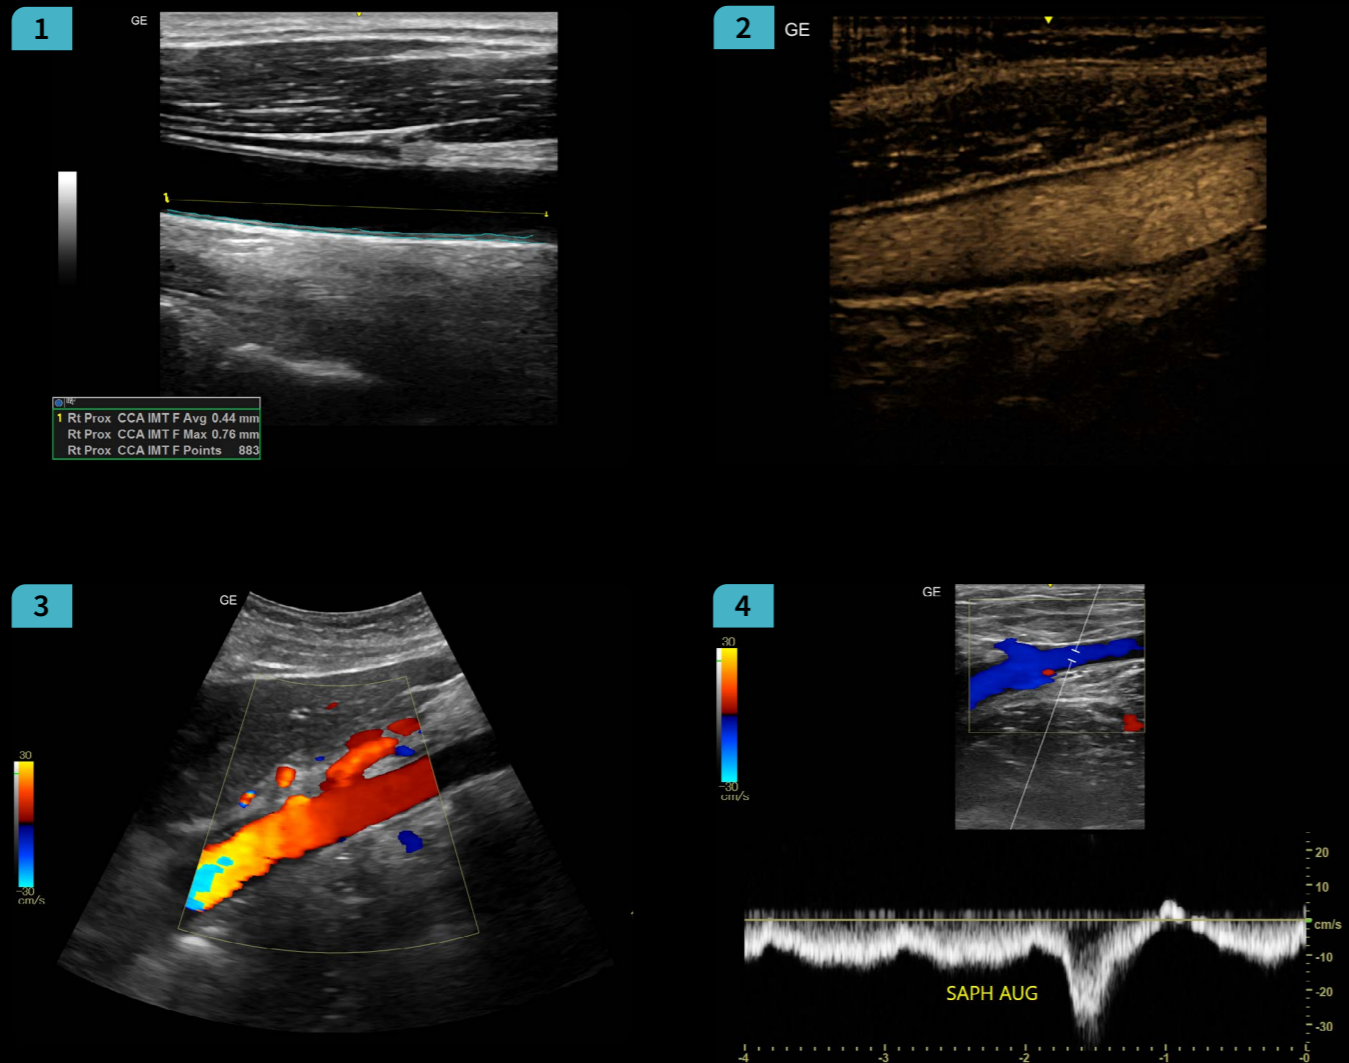 1
GE
1
1 Rt Prox CCA IMT F Avg 0.44 mm
Rt Prox CCA IMT F Max 0.76 mm
Rt Prox CCA IMT F Points 883
2
GE
3
GE
30
-30
cm/s
4
GE
30
-30
cm/s
20
10
cm/s
-10
-20
-30
SAPH AUG
-4 -3 -2 -1 -0